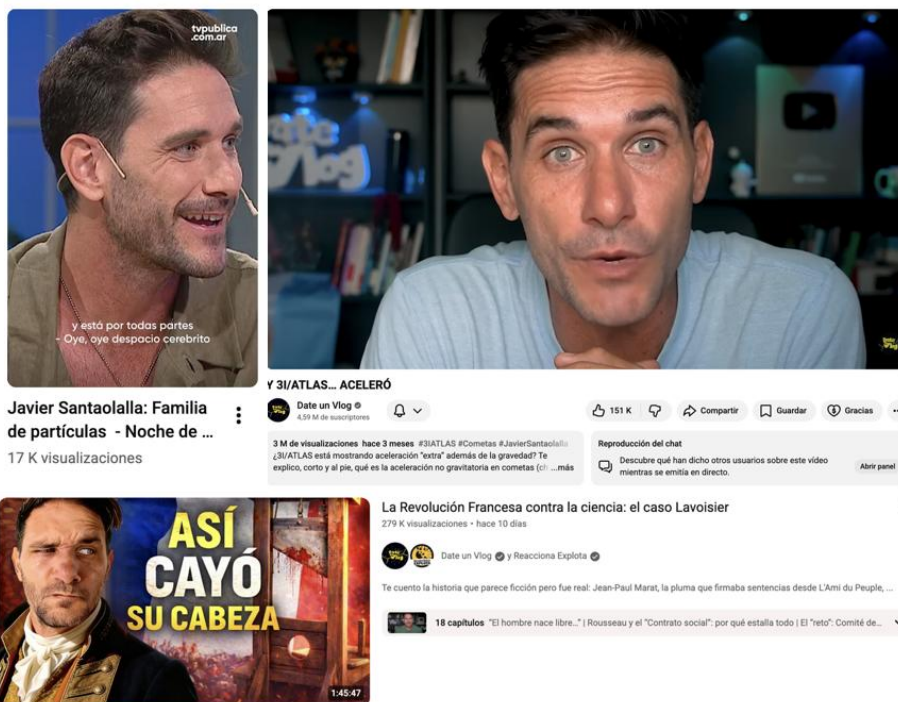 tvpublica
.com.ar
y está por todas partes
- Oye, oye despacio cerebrito
Javier Santaolalla: Familia
de partículas - Noche de ...
17 K visualizaciones
ate
Vlog
Y 3I/ATLAS... ACELERÓ
Date un Vlog
4,59 M de suscriptores
151 K
Compartir
Guardar
Gracias
3 M de visualizaciones hace 3 meses #3IATLAS #Cometas #JavierSantaolalla
¿3I/ATLAS está mostrando aceleración "extra" además de la gravedad? Te
explico, corto y al pie, qué es la aceleración no gravitatoria en cometas (ch ...más
Reproducción del chat
Descubre qué han dicho otros usuarios sobre este vídeo
mientras se emitía en directo.
Abrir panel
ASÍ
CAYÓ
SU CABEZA
1:45:47
La Revolución Francesa contra la ciencia: el caso Lavoisier
279 K visualizaciones • hace 10 días
Date un Vlog y Reacciona Explota
Te cuento la historia que parece ficción pero fue real: Jean-Paul Marat, la pluma que firmaba sentencias desde L'Ami du Peuple, ...
18 capítulos "El hombre nace libre..." | Rousseau y el "Contrato social": por qué estalla todo | El "reto": Comité de...